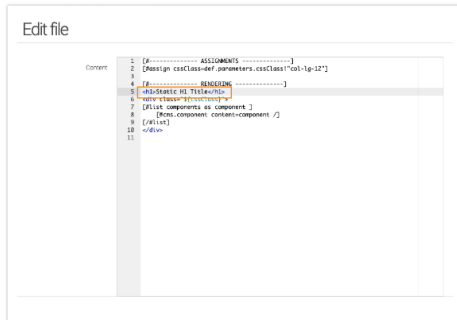 Edit file
Content
1 [#-------------- ASSIGNMENTS --------------]
2 [#assign cssClass=def.parameters.cssClass!"col-lg-12"]
3
4 [#-------------- RENDERING --------------]
5 <h1>Static H1 Title</h1>
6 <div class="${cssClass}">
7 [#list components as component ]
8 [@cms.component content=component /]
9 [/#list]
10 </div>
11